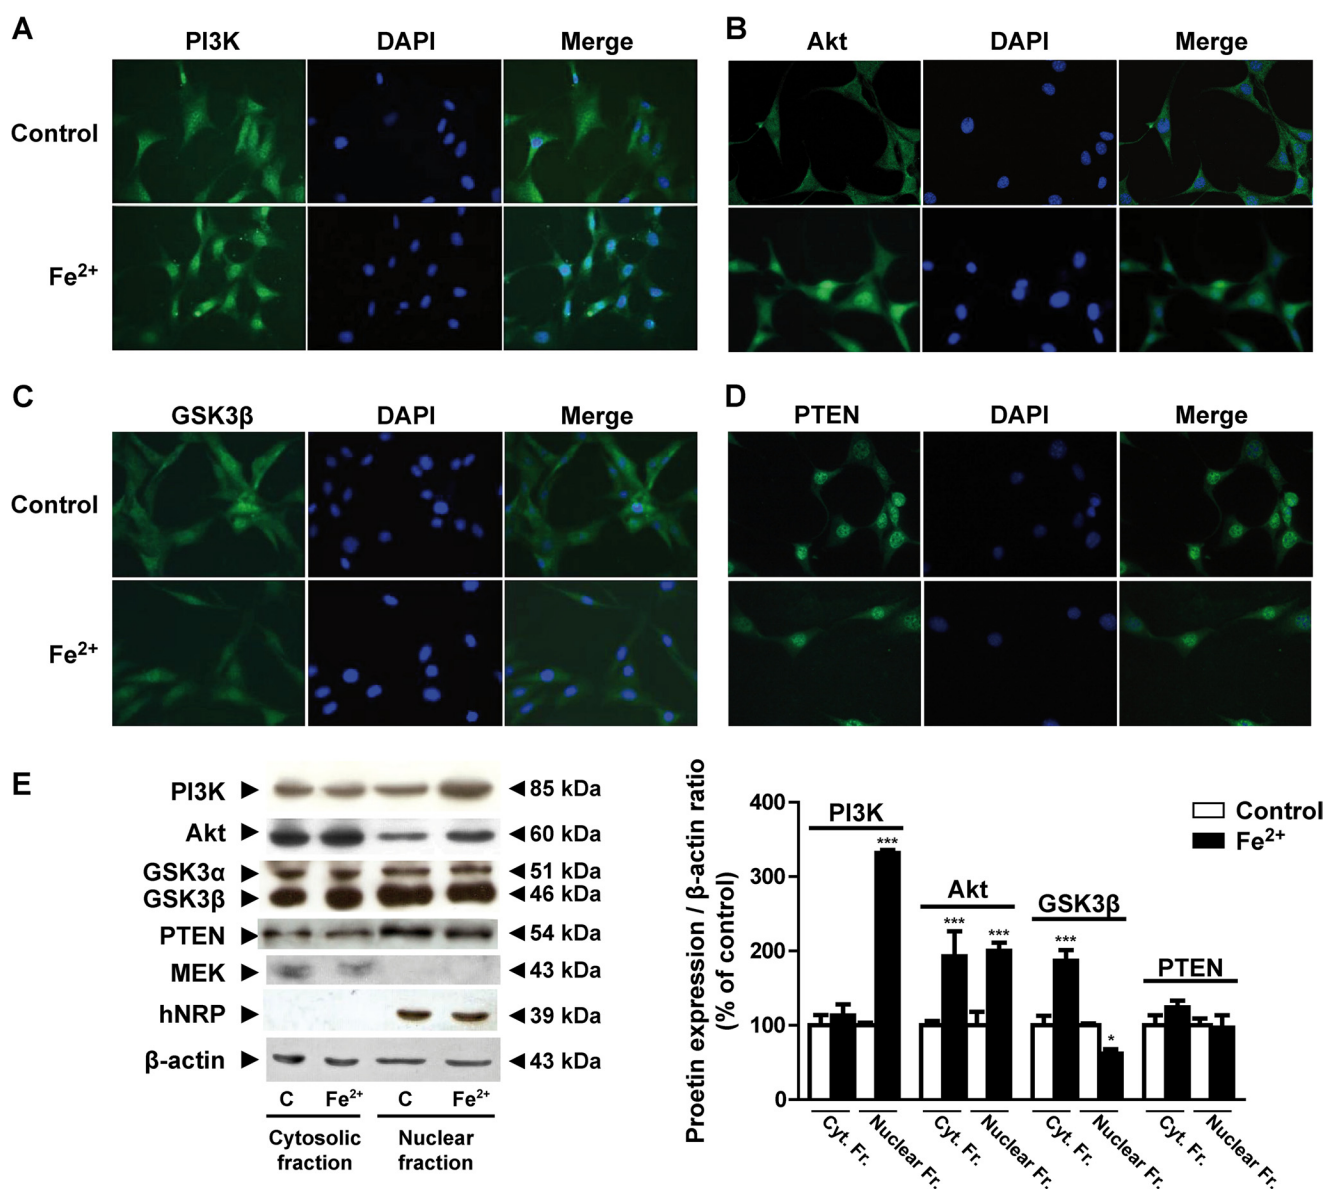 A
PI3K DAPI Merge
Control
Fe2+
B
Akt DAPI Merge
C
GSK3β DAPI Merge
Control
Fe2+
D
PTEN DAPI Merge
E
PI3K 85 kDa
Akt 60 kDa
GSK3α 51 kDa
GSK3β 46 kDa
PTEN 54 kDa
MEK 43 kDa
hNRP 39 kDa
β-actin 43 kDa
C Fe2+ C Fe2+
Cytosolic fraction
Nuclear fraction
Proetin expression / β-actin ratio
(% of control)
400
300
200
100
0
PI3K
***
Akt
***
***
GSK3β
***
*
PTEN
Control
Fe2+
Cyt. Fr.
Nuclear Fr.
Cyt. Fr.
Nuclear Fr.
Cyt. Fr.
Nuclear Fr.
Cyt. Fr.
Nuclear Fr.